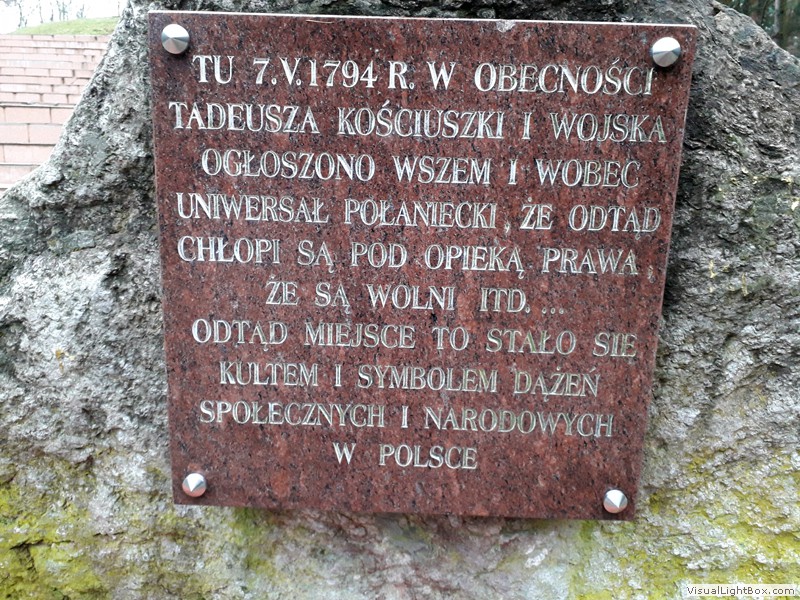 TU 7.V.1794 R. W OBECNOŚCI
TADEUSZA KOŚCIUSZKI I WOJSKA
OGŁOSZONO WSZEM I WOBEC
UNIWERSAŁ POŁANIECKI, ŻE ODTĄD
CHŁOPI SĄ POD OPIEKĄ PRAWA,
ŻE SĄ WOLNI ITD. ...
ODTĄD MIEJSCE TO STAŁO SIĘ
KULTEM I SYMBOLEM DĄŻEŃ
SPOŁECZNYCH I NARODOWYCH
W POLSCE
VisualLightBox.com